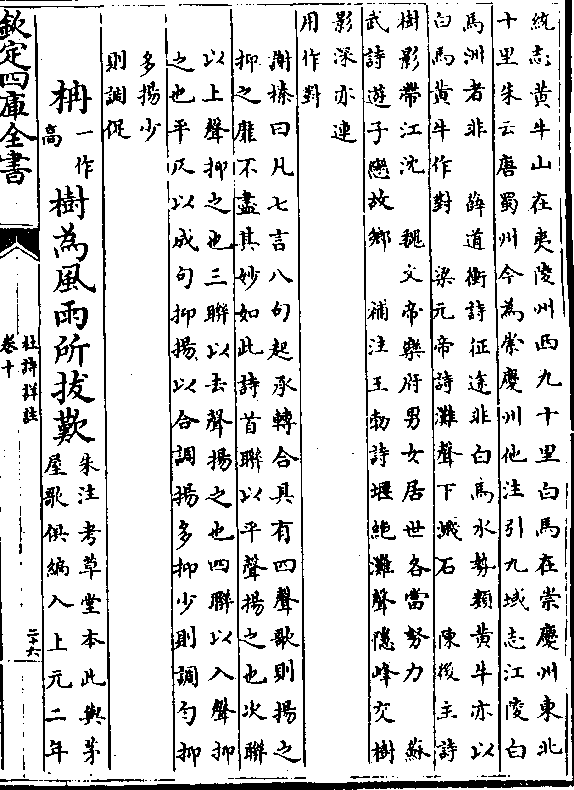 統志黄牛山在夷陵州西九十里白馬在崇慶州東北
十里朱云唐蜀州今為崇慶州他注引九域志江陵白
馬洲者非　薛道衡詩征途非白馬水勢類黄牛亦以
白馬黄牛作對　梁元帝詩灘聲下濺石　陳後主詩
樹影帶江沈　魏文帝樂府男女居世各當努力　蘇
武詩遊子戀故鄉　補注王勃詩堰絶灘聲隱峰交樹
影深亦連
用作對
謝榛曰凡七言八句起承轉合具有四聲歌則揚之
抑之靡不盡其妙如此詩首聯以平聲揚之也次聯
以上聲抑之也三聯以去聲揚之也四聯以入聲抑
之也平仄以成句抑揚以合調揚多抑少則調匀抑
多揚少
則調促
柟一作高樹為風雨所拔歎朱注考草堂本此與茅
屋歌俱編入上元二年
欽定四庫全書
杜詩詳註
卷十
二十六